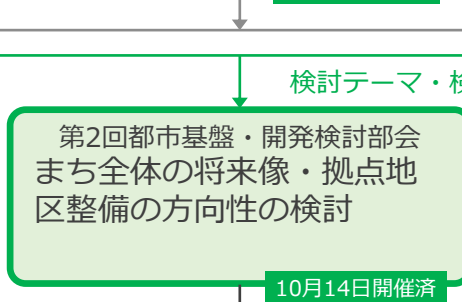 検討テーマ・検
第2回都市基盤・開発検討部会
まち全体の将来像・拠点地
区整備の方向性の検討
10月14日開催済